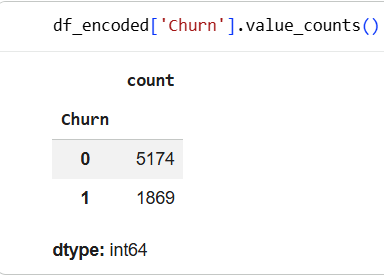 df_encoded['Churn'].value_counts()
count
Churn
0 5174
1 1869
dtype: int64